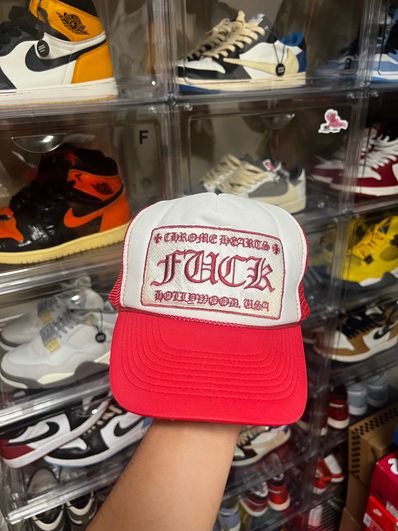 CHROME HEARTS
FUCK
HOLLYWOOD, USA
F